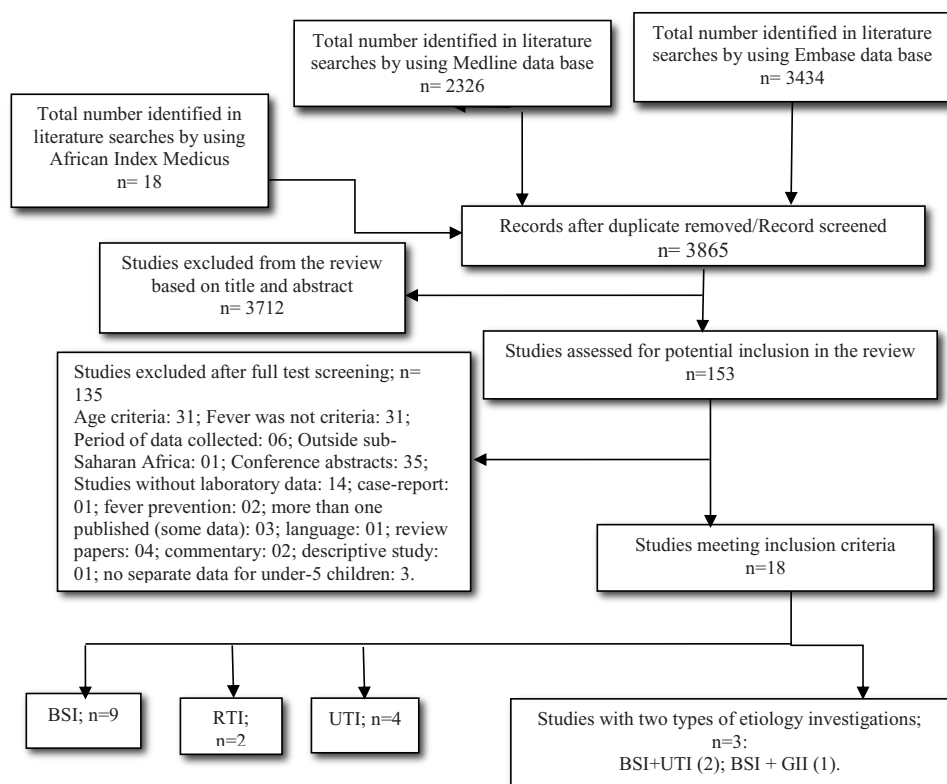 Total number identified in literature
searches by using Medline data base
n= 2326
Total number identified in literature
searches by using Embase data base
n= 3434
Total number identified in
literature searches by using
African Index Medicus
n= 18
Records after duplicate removed/Record screened
n= 3865
Studies excluded from the review
based on title and abstract
n= 3712
Studies assessed for potential inclusion in the review
n=153
Studies excluded after full test screening; n=
135
Age criteria: 31; Fever was not criteria: 31;
Period of data collected: 06; Outside sub-
Saharan Africa: 01; Conference abstracts: 35;
Studies without laboratory data: 14; case-report:
01; fever prevention: 02; more than one
published (some data): 03; language: 01; review
papers: 04; commentary: 02; descriptive study:
01; no separate data for under-5 children: 3.
Studies meeting inclusion criteria
n=18
BSI; n=9
RTI;
n=2
UTI; n=4
Studies with two types of etiology investigations;
n=3:
BSI+UTI (2); BSI + GII (1).